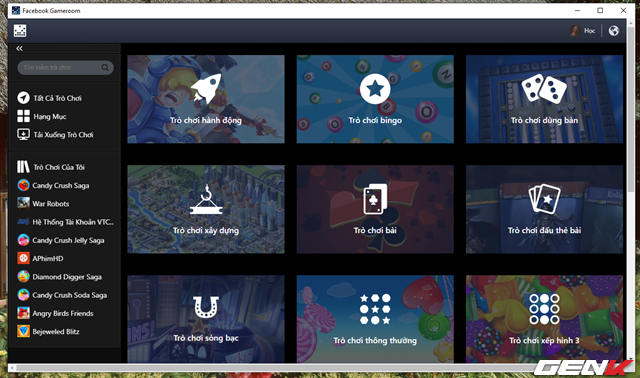 Facebook Gameroom
Học
Tìm kiếm trò chơi
Tất Cả Trò Chơi
Hạng Mục
Tải Xuống Trò Chơi
Trò Chơi Của Tôi
Candy Crush Saga
War Robots
Hệ Thống Tài Khoản VTC...
Candy Crush Jelly Saga
APhimHD
Diamond Digger Saga
Candy Crush Soda Saga
Angry Birds Friends
Bejeweled Blitz
Trò chơi hành động
Trò chơi bingo
Trò chơi dùng bàn
Trò chơi xây dựng
Trò chơi bài
Trò chơi đấu thẻ bài
Trò chơi sòng bạc
Trò chơi thông thường
Trò chơi xếp hình 3
GENK